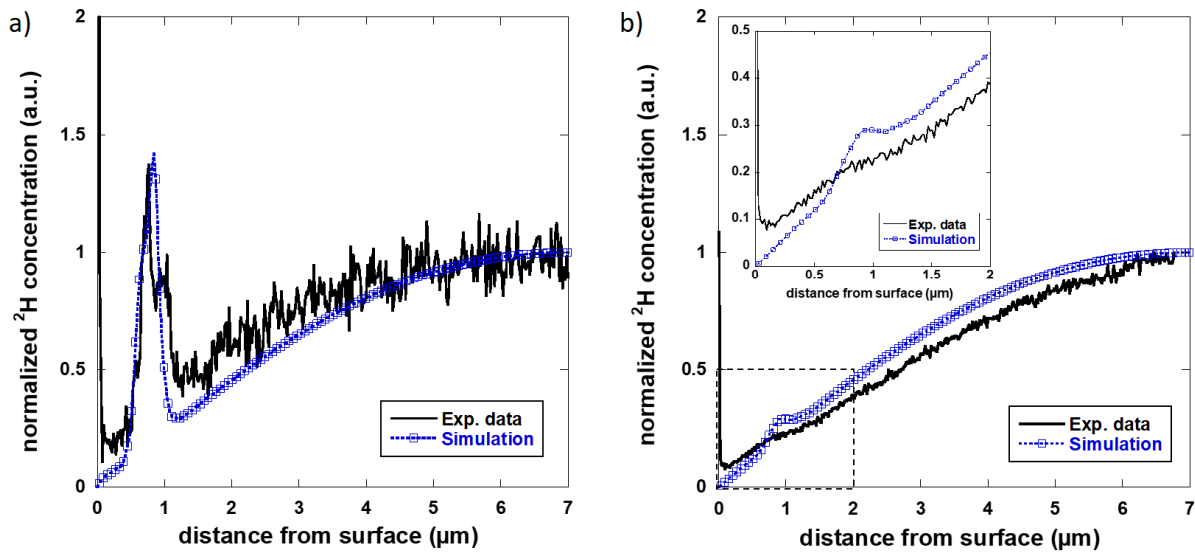 a)
2
1.5
1
0.5
0
normalized ²H concentration (a.u.)
Exp. data
Simulation
0 1 2 3 4 5 6 7
distance from surface (µm)
b)
2
1.5
1
0.5
0
normalized ²H concentration (a.u.)
0.5
0.4
0.3
0.2
0.1
0
Exp. data
Simulation
0 0.5 1 1.5 2
distance from surface (µm)
Exp. data
Simulation
0 1 2 3 4 5 6 7
distance from surface (µm)